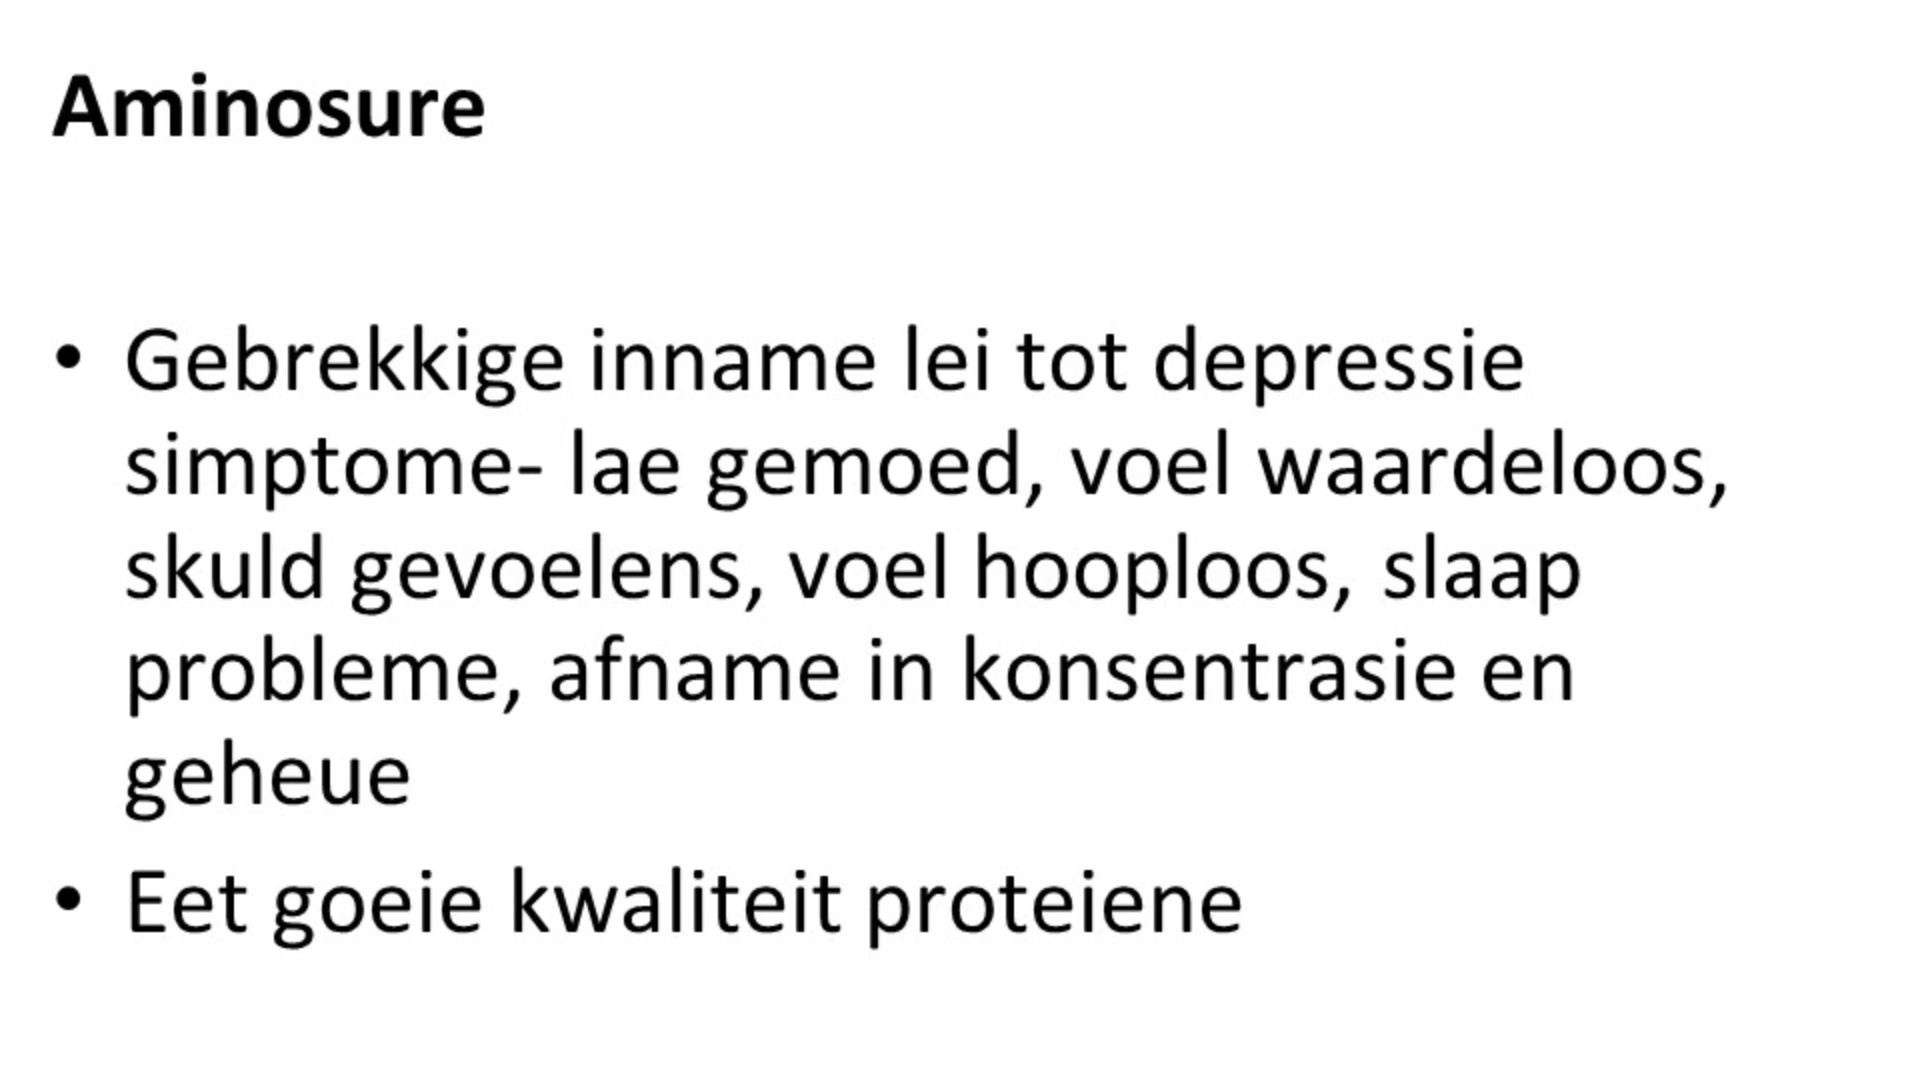 Aminosure
• Gebrekkige inname lei tot depressie
simptome- lae gemoed, voel waardeloos,
skuld gevoelens, voel hooploos, slaap
probleme, afname in konsentrasie en
geheue
• Eet goeie kwaliteit proteiene